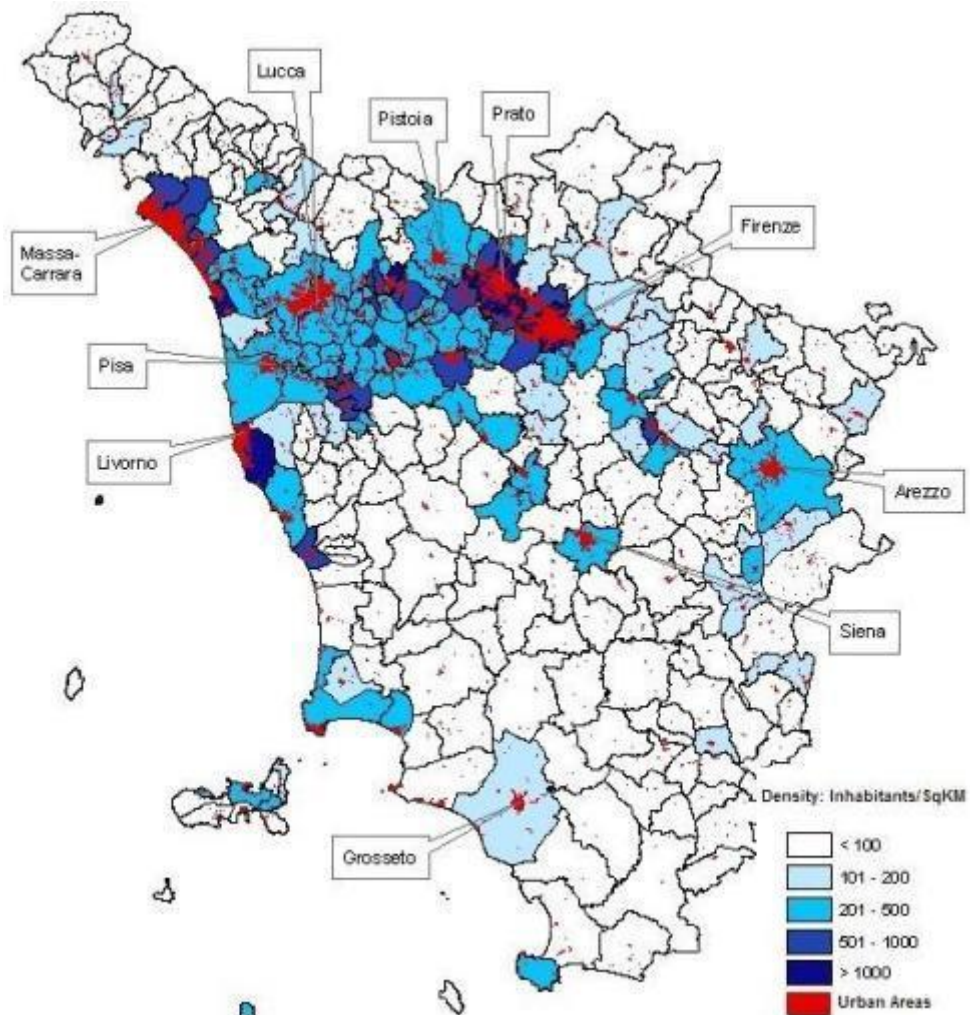 Lucca
Pistoia
Prato
Firenze
Massa-
Carrara
Pisa
Livorno
Arezzo
Siena
Grosseto
Density: Inhabitants/SqKM
< 100
101 - 200
201 - 500
501 - 1000
> 1000
Urban Areas